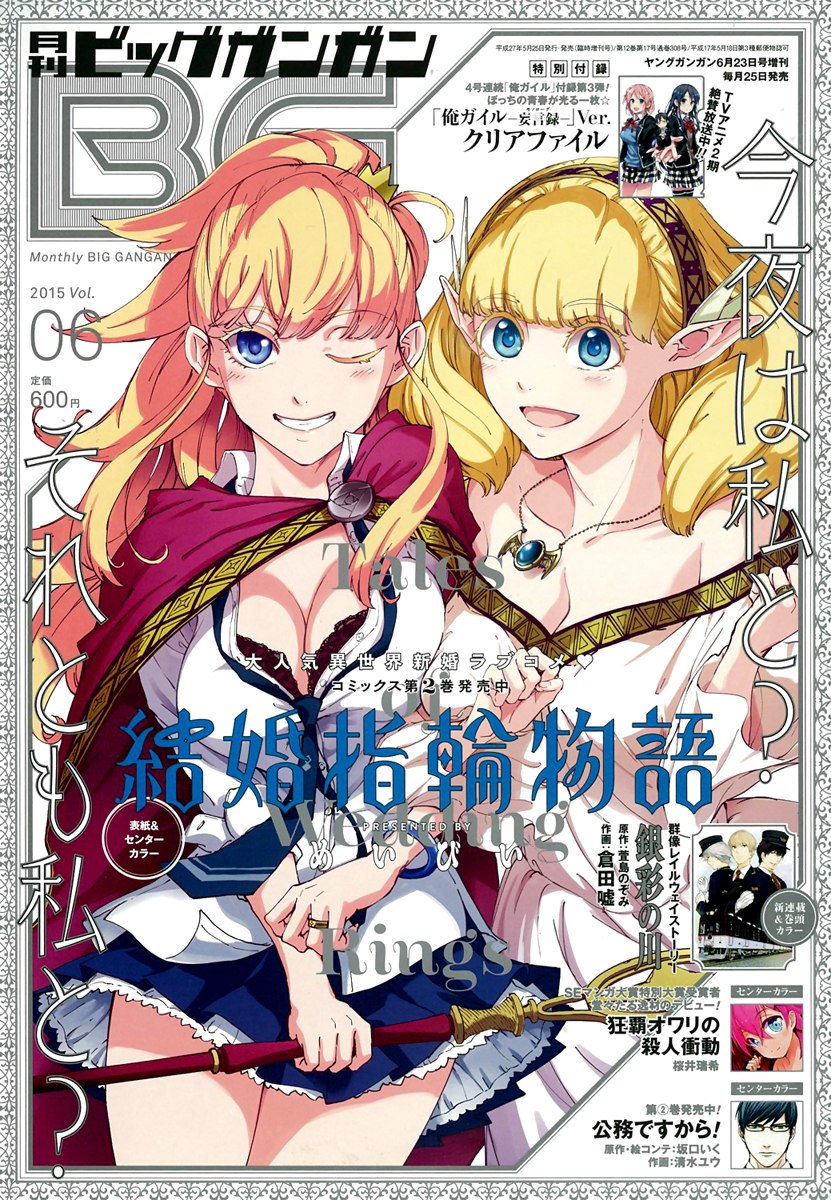 月刊ビッグガンガン
BG
Monthly BIG GANGAN
2015 Vol.
06
定価
600円
平成27年5月25日発行・発売(臨時増刊号)/第12巻第17号通巻308号/平成17年5月18日第3種郵便物認可
ヤングガンガン6月23日号増刊
毎月25日発売
特別付録
4号連続「俺ガイル」付録第3弾!
ぼっちの青春が光る一枚☆
「俺ガイル-妄言録-」Ver.
モノローグ
クリアファイル
TVアニメ2期
絶賛放送中!!
今夜は私と?
それとも私と?
Tales
of
Wedding
Rings
大人気異世界新婚ラブコメ♥
コミックス第2巻発売中
結婚指輪物語
PRESENTED BY
めいびい
表紙&
センター
カラー
群像レイルウェイストーリー
銀彩の川
原作:萱島のぞみ
作画:倉田嘘
新連載
&巻頭
カラー
SEマンガ大賞特別大賞受賞者
堂々たる逸材のデビュー!
狂覇オワリの
殺人衝動
桜井瑞希
センターカラー
センターカラー
第②巻発売中!
公務ですから!
原作・絵コンテ:坂口いく
作画:清水ユウ